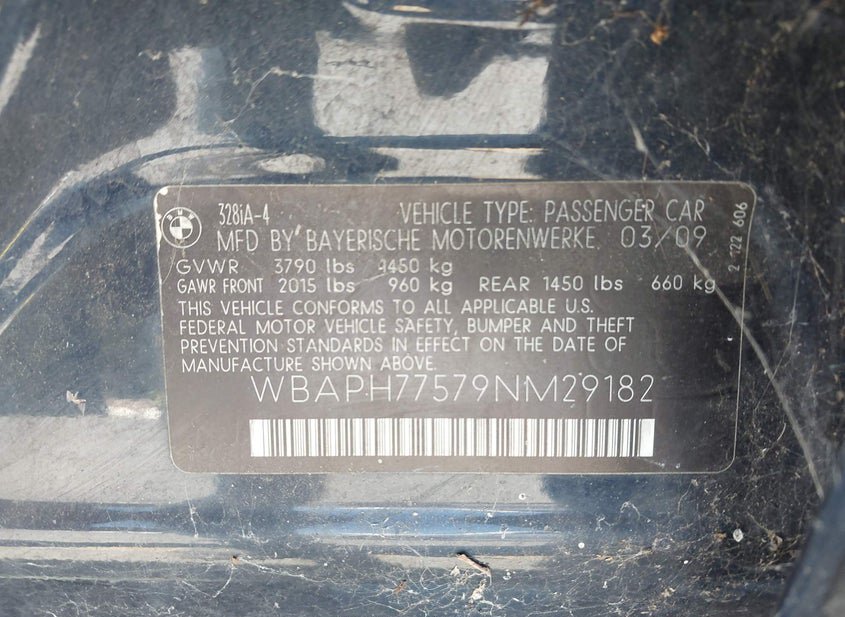 BMW
328iA-4 VEHICLE TYPE: PASSENGER CAR
MFD BY BAYERISCHE MOTORENWERKE 03/09
GVWR 3790 lbs 1450 kg
GAWR FRONT 2015 lbs 960 kg REAR 1450 lbs 660 kg
THIS VEHICLE CONFORMS TO ALL APPLICABLE U.S.
FEDERAL MOTOR VEHICLE SAFETY, BUMPER AND THEFT
PREVENTION STANDARDS IN EFFECT ON THE DATE OF
MANUFACTURE SHOWN ABOVE.
WBAPH77579NM29182
2 122 606